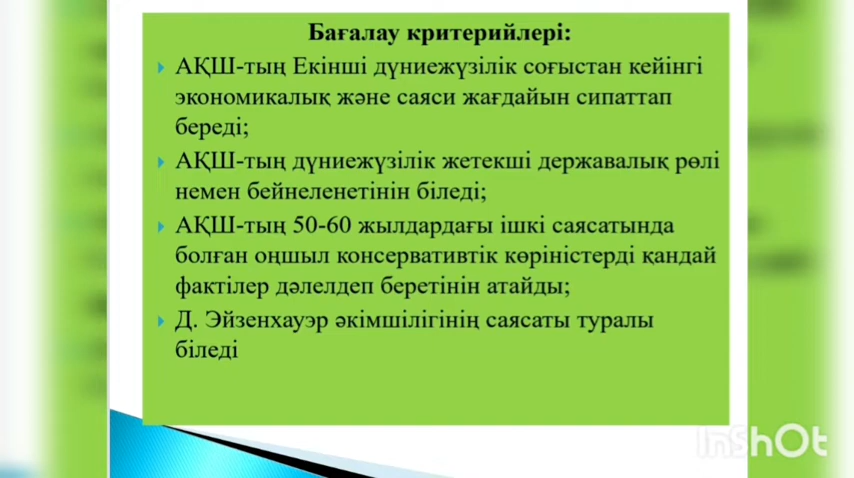 Бағалау критерийлері:
АҚШ-тың Екінші дүниежүзілік соғыстан кейінгі
экономикалық және саяси жағдайын сипаттап
береді;
АҚШ-тың дүниежүзілік жетекші державалық рөлі
немен бейнеленетінін біледі;
АҚШ-тың 50-60 жылдардағы ішкі саясатында
болған оңшыл консервативтік көріністерді қандай
фактілер дәлелдеп беретінін атайды;
Д. Эйзенхауэр әкімшілігінің саясаты туралы
біледі
InShOt